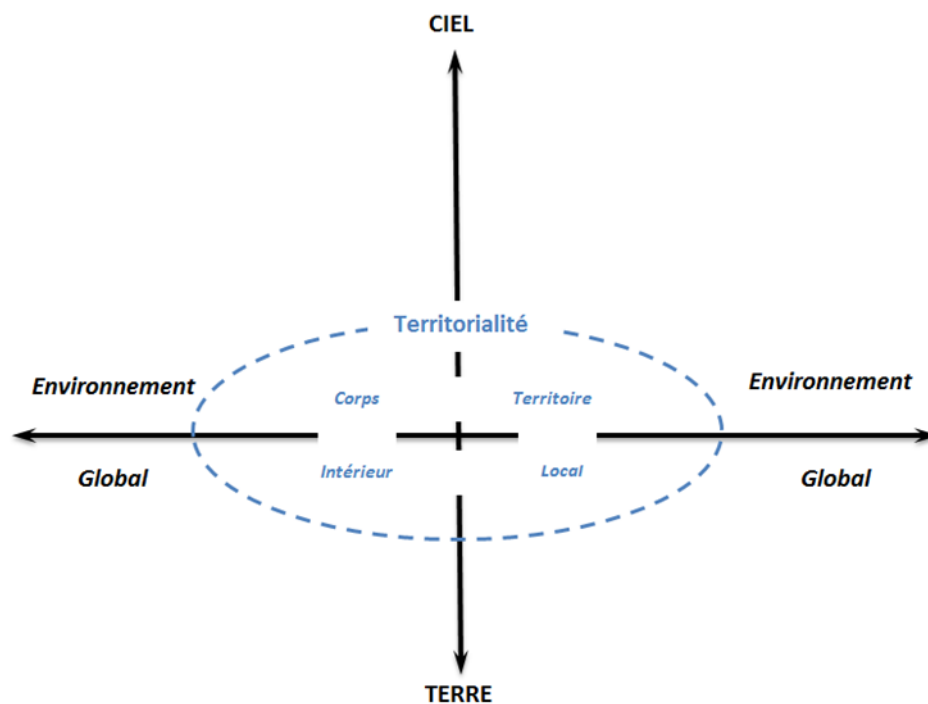 CIEL
Territorialité
Environnement
Environnement
Corps
Territoire
Intérieur
Local
Global
Global
TERRE